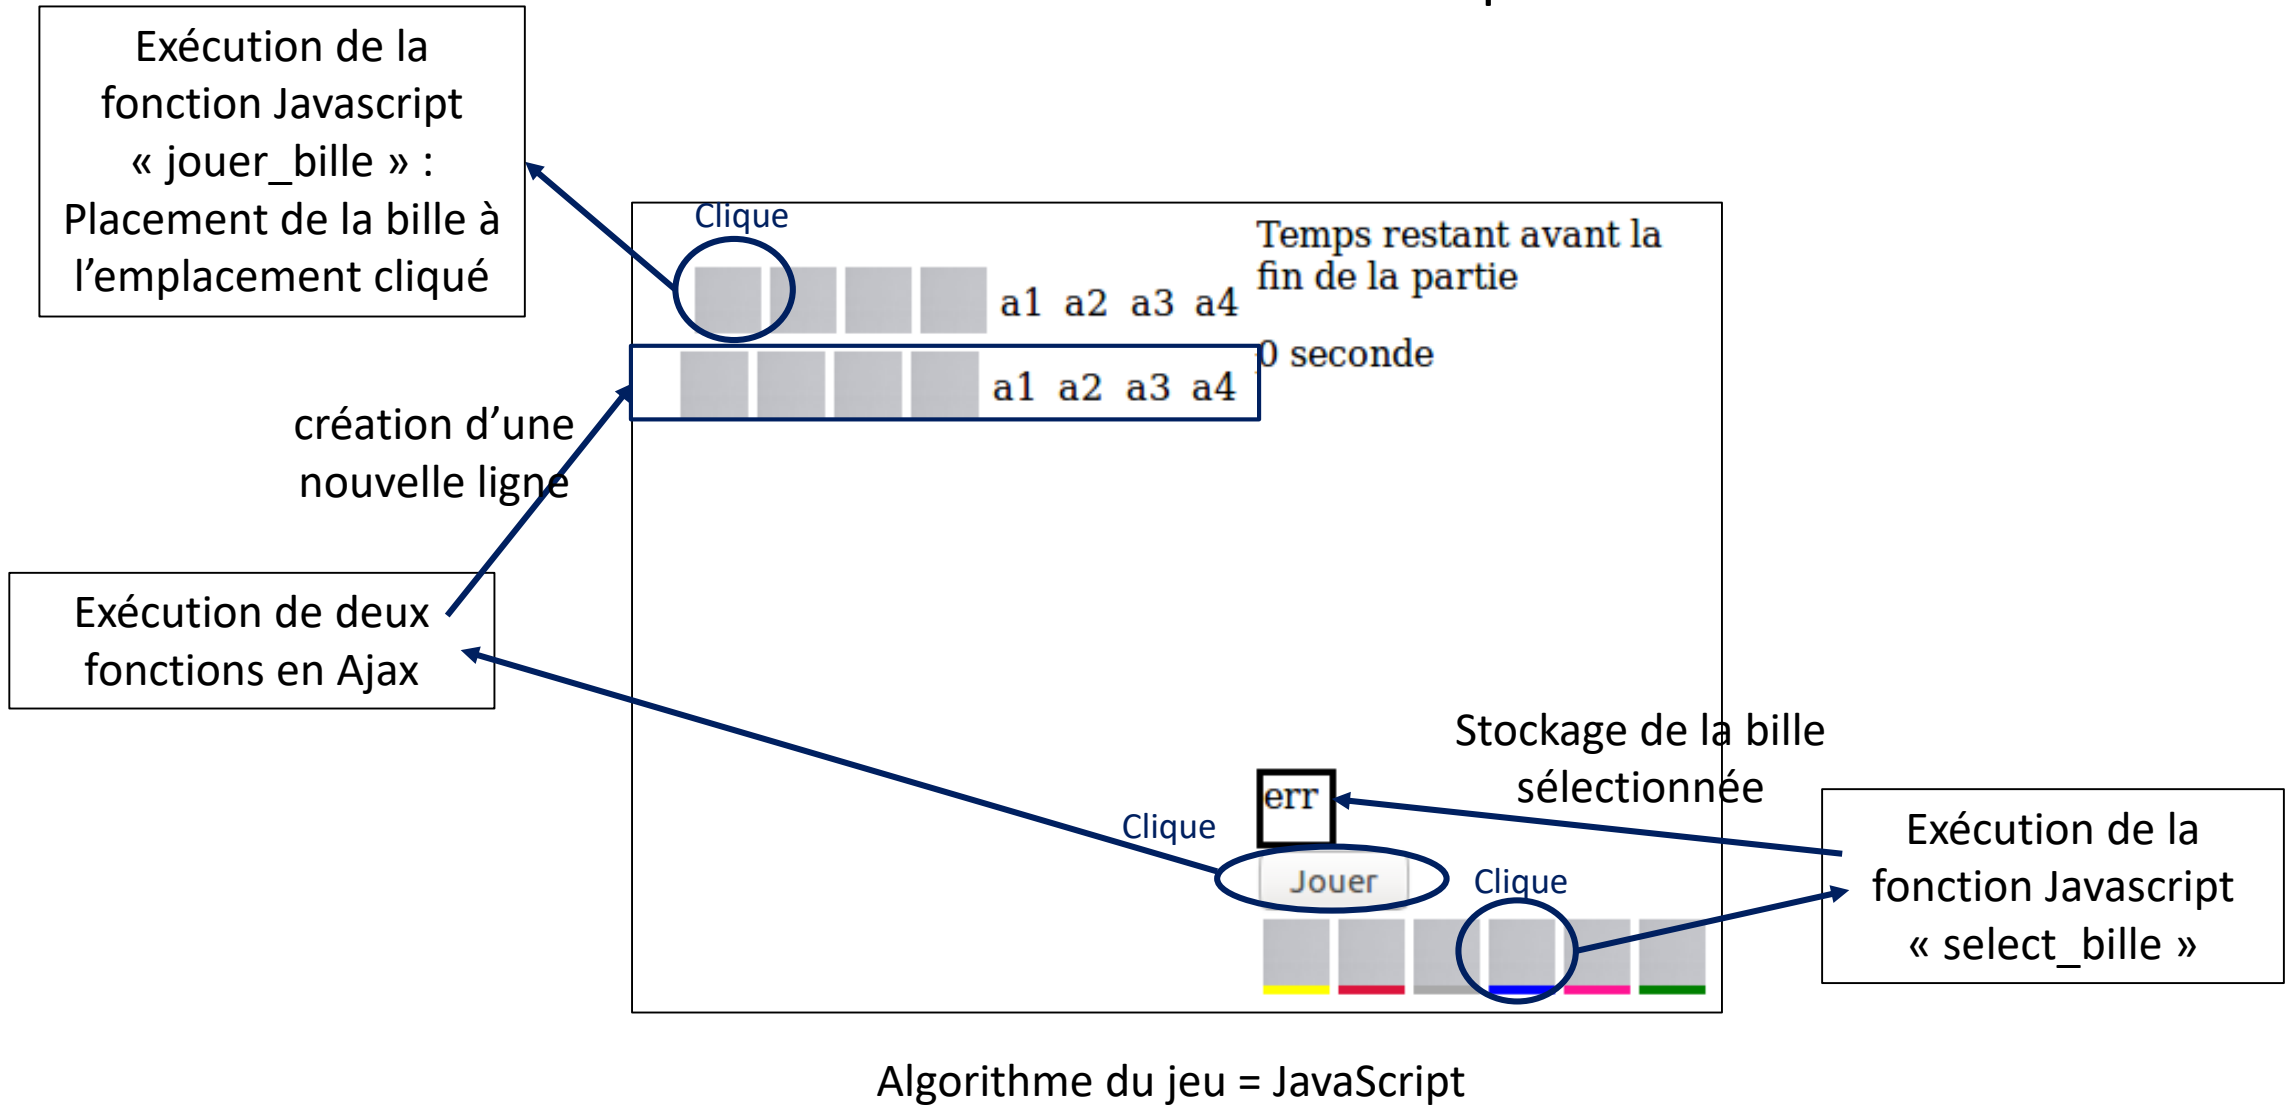 Exécution de la
fonction Javascript
« jouer_bille » :
Placement de la bille à
l’emplacement cliqué
Clique
Temps restant avant la
fin de la partie
a1 a2 a3 a4
0 seconde
a1 a2 a3 a4
création d’une
nouvelle ligne
Exécution de deux
fonctions en Ajax
Stockage de la bille
sélectionnée
err
Clique
Jouer
Clique
Exécution de la
fonction Javascript
« select_bille »
Algorithme du jeu = JavaScript